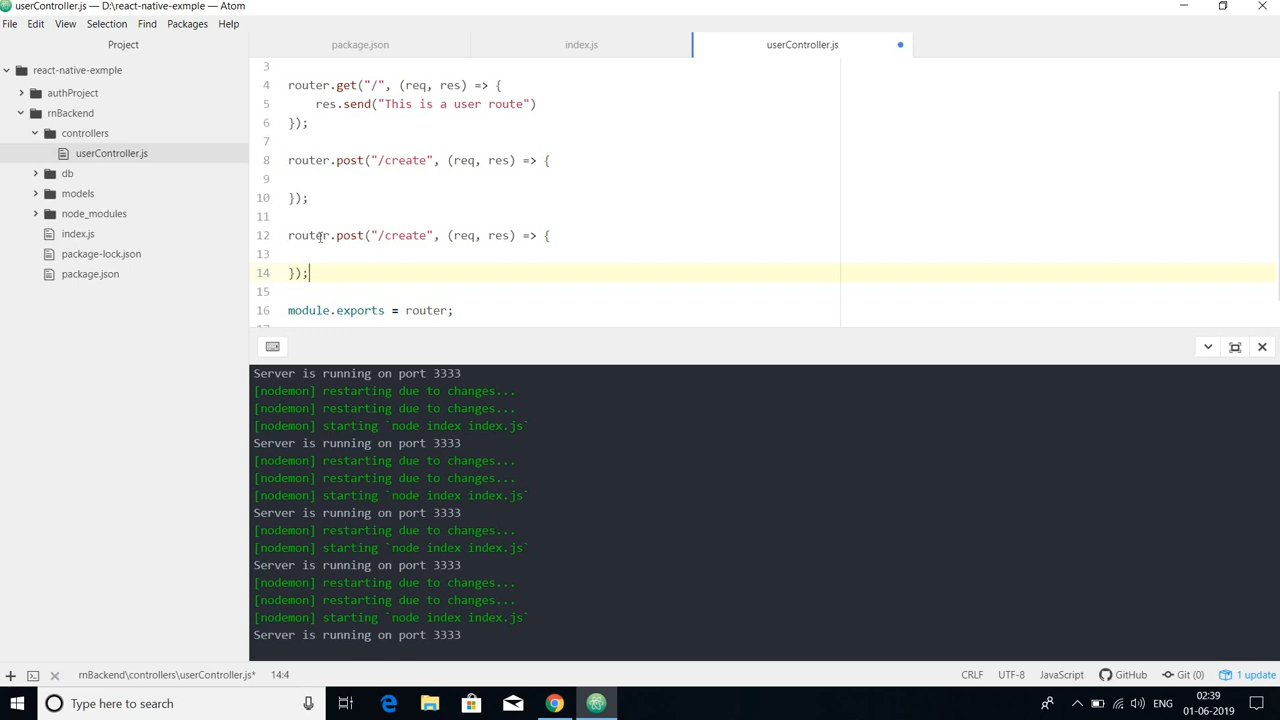 userController.js — D:\react-native-exmple — Atom
File Edit View Selection Find Packages Help
Project
package.json
index.js
userController.js
react-native-exmple
authProject
rnBackend
controllers
userController.js
db
models
node_modules
index.js
package-lock.json
package.json
3
4 router.get("/", (req, res) => {
5 res.send("This is a user route")
6 });
7
8 router.post("/create", (req, res) => {
9
10 });
11
12 router.post("/create", (req, res) => {
13
14 });
15
16 module.exports = router;
17
Server is running on port 3333
[nodemon] restarting due to changes...
[nodemon] restarting due to changes...
[nodemon] starting `node index index.js`
Server is running on port 3333
[nodemon] restarting due to changes...
[nodemon] restarting due to changes...
[nodemon] starting `node index index.js`
Server is running on port 3333
[nodemon] restarting due to changes...
[nodemon] starting `node index index.js`
Server is running on port 3333
[nodemon] restarting due to changes...
[nodemon] restarting due to changes...
[nodemon] starting `node index index.js`
Server is running on port 3333
rnBackend\controllers\userController.js* 14:4 CRLF UTF-8 JavaScript GitHub Git (0) 1 update
Type here to search
ENG
02:39
01-06-2019